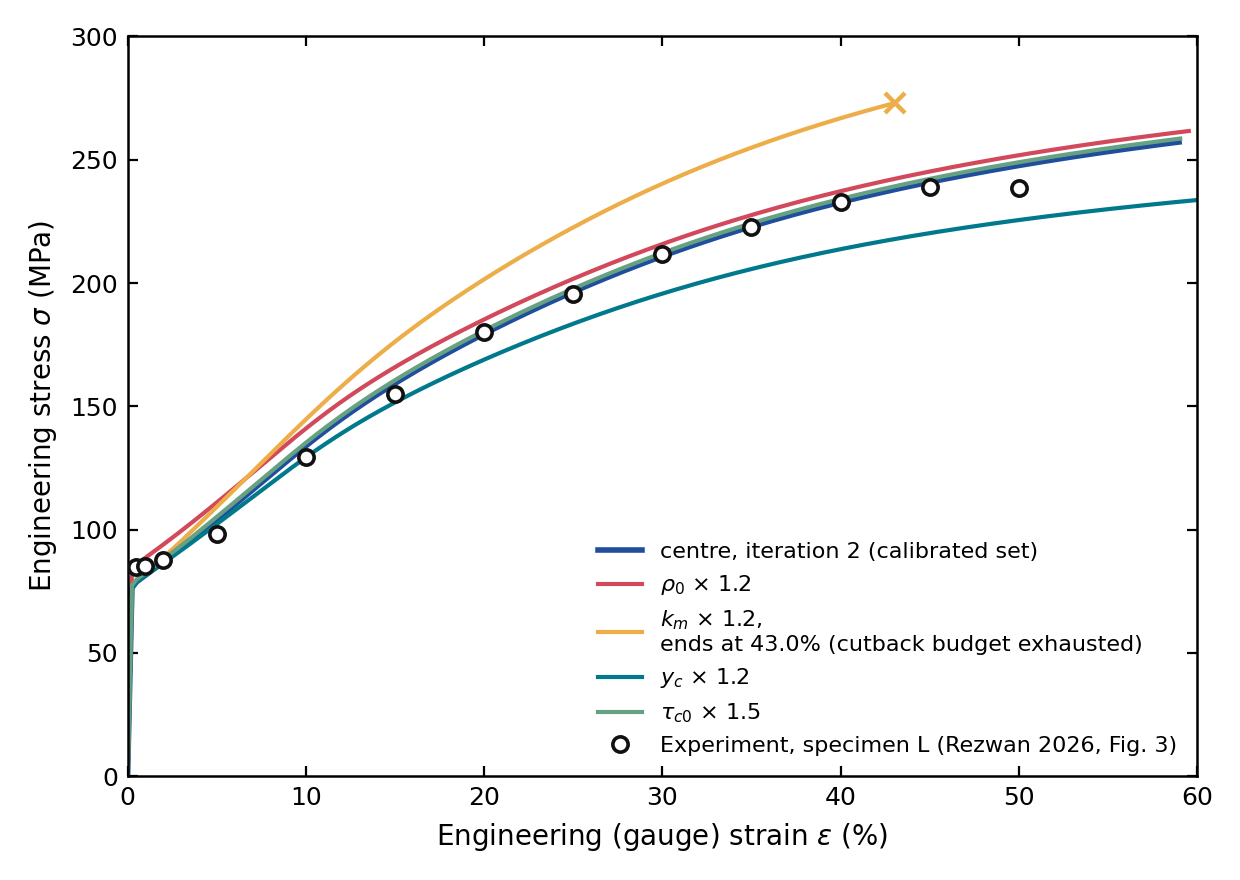 300
250
200
150
100
50
0
Engineering stress σ (MPa)
centre, iteration 2 (calibrated set)
ρ₀ × 1.2
kₘ × 1.2,
ends at 43.0% (cutback budget exhausted)
y_c × 1.2
τ_c0 × 1.5
Experiment, specimen L (Rezwan 2026, Fig. 3)
0 10 20 30 40 50 60
Engineering (gauge) strain ε (%)